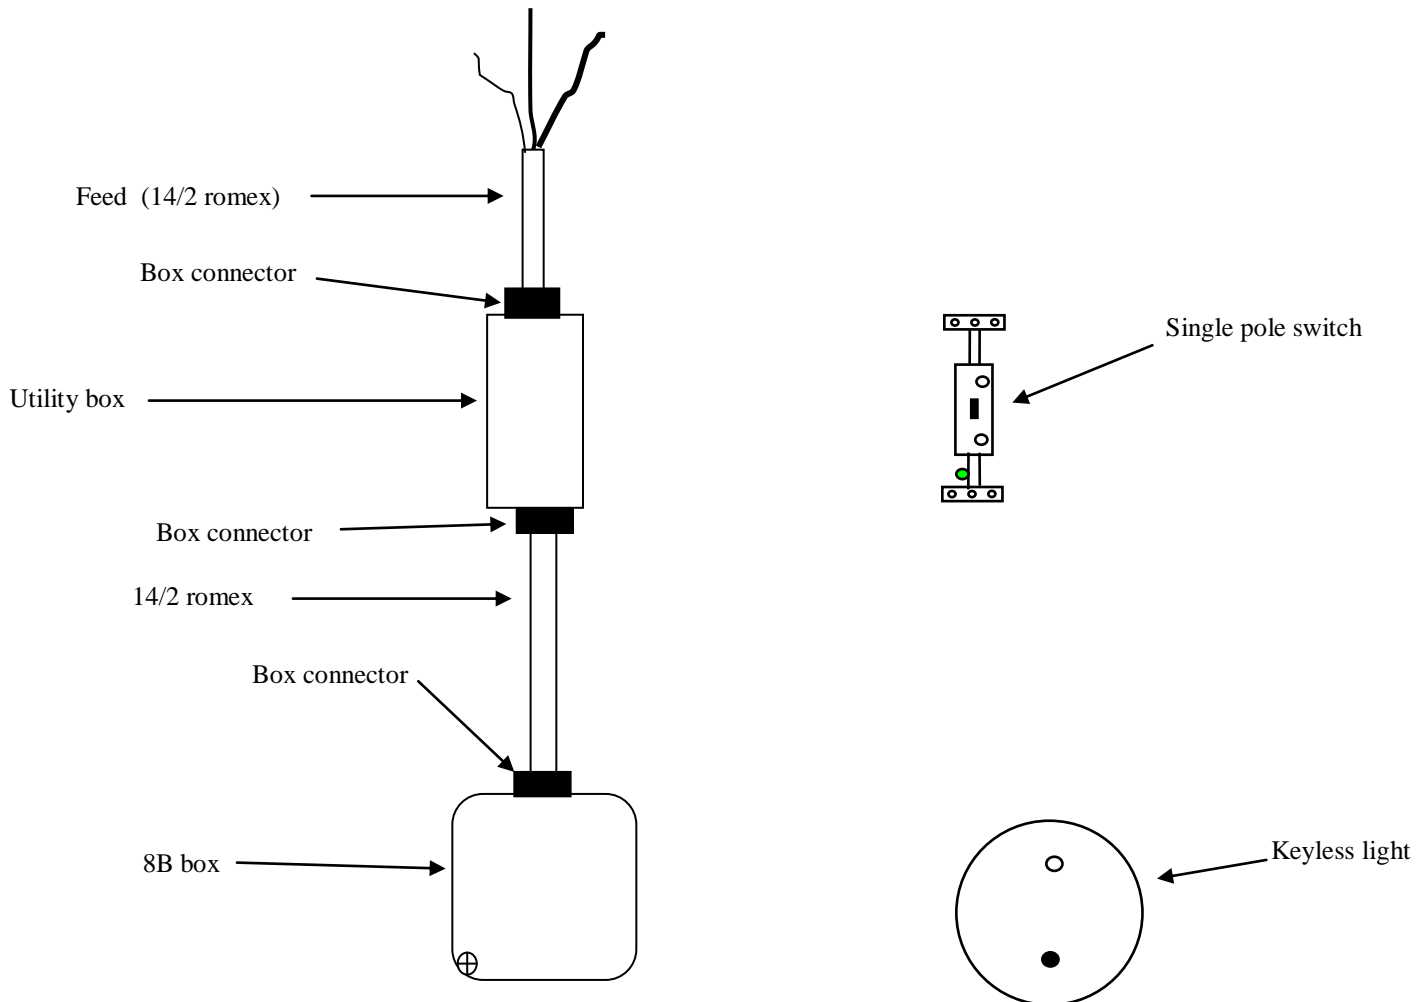 Feed (14/2 romex)
Box connector
Single pole switch
Utility box
Box connector
14/2 romex
Box connector
Keyless light
8B box